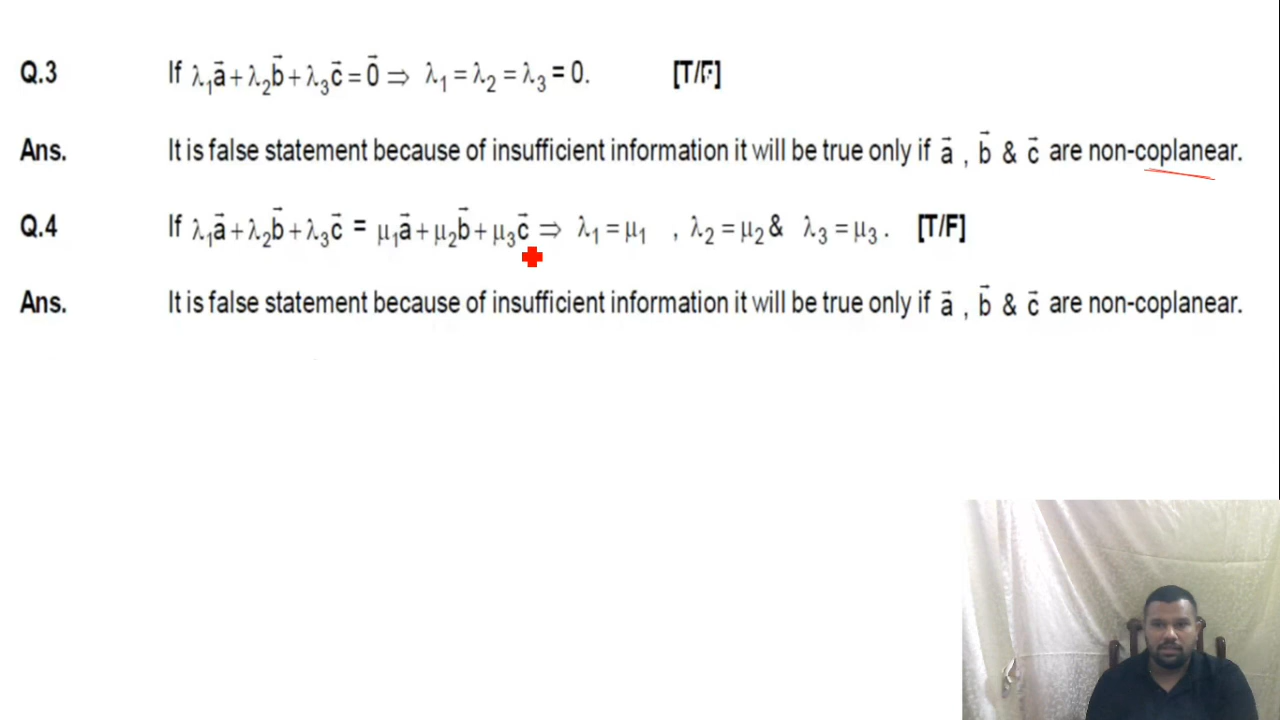 Q.3 If λ₁a⃗ + λ₂b⃗ + λ₃c⃗ = 0⃗ ⇒ λ₁ = λ₂ = λ₃ = 0. [T/F]
Ans. It is false statement because of insufficient information it will be true only if a⃗ , b⃗ & c⃗ are non-coplanear.
Q.4 If λ₁a⃗ + λ₂b⃗ + λ₃c⃗ = μ₁a⃗ + μ₂b⃗ + μ₃c⃗ ⇒ λ₁ = μ₁ , λ₂ = μ₂ & λ₃ = μ₃ . [T/F]
Ans. It is false statement because of insufficient information it will be true only if a⃗ , b⃗ & c⃗ are non-coplanear.